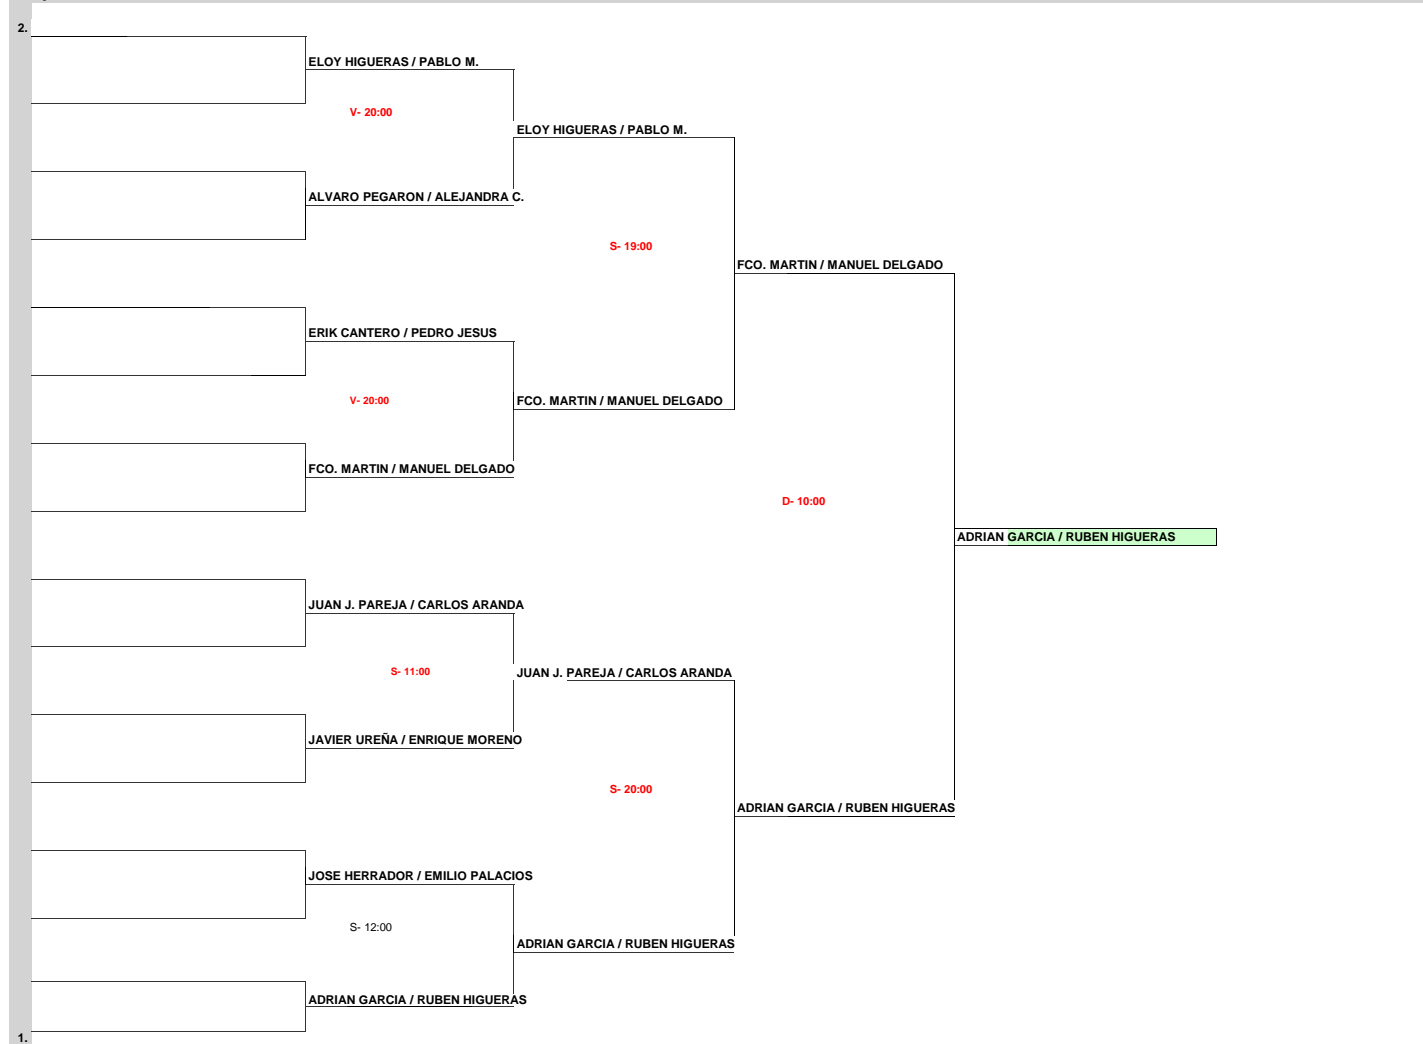 2.
ELOY HIGUERAS / PABLO M.
V- 20:00
ELOY HIGUERAS / PABLO M.
ALVARO PEGARON / ALEJANDRA C.
S- 19:00
FCO. MARTIN / MANUEL DELGADO
ERIK CANTERO / PEDRO JESUS
V- 20:00
FCO. MARTIN / MANUEL DELGADO
FCO. MARTIN / MANUEL DELGADO
D- 10:00
ADRIAN GARCIA / RUBEN HIGUERAS
JUAN J. PAREJA / CARLOS ARANDA
S- 11:00
JUAN J. PAREJA / CARLOS ARANDA
JAVIER UREÑA / ENRIQUE MORENO
S- 20:00
ADRIAN GARCIA / RUBEN HIGUERAS
JOSE HERRADOR / EMILIO PALACIOS
S- 12:00
ADRIAN GARCIA / RUBEN HIGUERAS
ADRIAN GARCIA / RUBEN HIGUERAS
1.